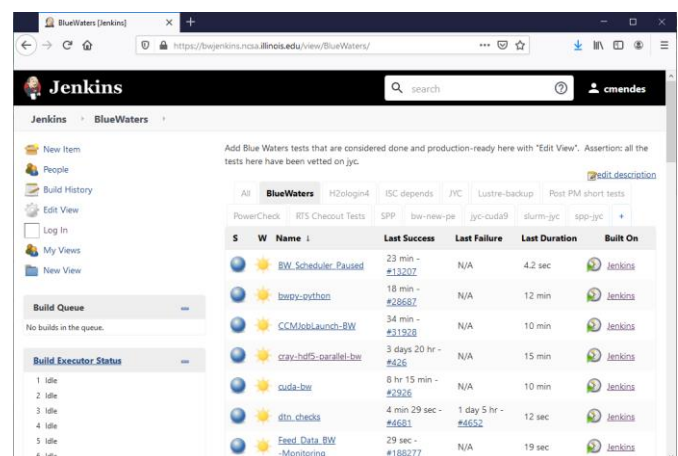 BlueWaters [Jenkins]
https://bwjenkins.ncsa.illinois.edu/view/BlueWaters/
Jenkins
search
cmendes
Jenkins
BlueWaters
New Item
People
Build History
Edit View
Log In
My Views
New View
Build Queue
No builds in the queue.
Build Executor Status
1 Idle
2 Idle
3 Idle
4 Idle
5 Idle
6 Idle
Add Blue Waters tests that are considered done and production-ready here with "Edit View". Assertion: all the
tests here have been vetted on jyc.
edit description
All BlueWaters H2ologin4 ISC depends JYC Lustre-backup Post PM short tests
PowerCheck RTS Checout Tests SPP bw-new-pe jyc-cuda9 slurm-jyc spp-jyc +
S W Name ↓ Last Success Last Failure Last Duration Built On
BW_Scheduler_Paused 23 min - #13207 N/A 4.2 sec Jenkins
bwpy-python 18 min - #28687 N/A 12 min Jenkins
CCMJobLaunch-BW 34 min - #31928 N/A 10 min Jenkins
cray-hdf5-parallel-bw 3 days 20 hr - #426 N/A 15 min Jenkins
cuda-bw 8 hr 15 min - #2926 N/A 10 min Jenkins
dtn_checks 4 min 29 sec - #4681 1 day 5 hr - #4652 12 sec Jenkins
Feed_Data_BW
-Monitoring 29 sec - #188277 N/A 19 sec Jenkins